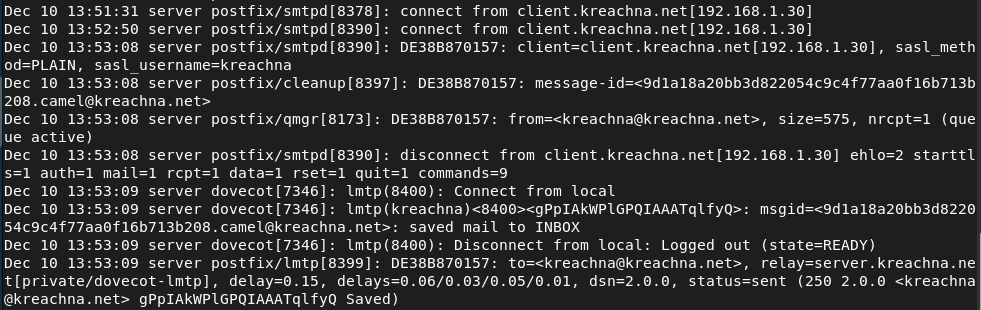 Dec 10 13:51:31 server postfix/smtpd[8378]: connect from client.kreachna.net[192.168.1.30]
Dec 10 13:52:50 server postfix/smtpd[8390]: connect from client.kreachna.net[192.168.1.30]
Dec 10 13:53:08 server postfix/smtpd[8390]: DE38B870157: client=client.kreachna.net[192.168.1.30], sasl_meth
od=PLAIN, sasl_username=kreachna
Dec 10 13:53:08 server postfix/cleanup[8397]: DE38B870157: message-id=<9d1a18a20bb3d822054c9c4f77aa0f16b713b
208.camel@kreachna.net>
Dec 10 13:53:08 server postfix/qmgr[8173]: DE38B870157: from=<kreachna@kreachna.net>, size=575, nrcpt=1 (que
ue active)
Dec 10 13:53:08 server postfix/smtpd[8390]: disconnect from client.kreachna.net[192.168.1.30] ehlo=2 starttl
s=1 auth=1 mail=1 rcpt=1 data=1 rset=1 quit=1 commands=9
Dec 10 13:53:09 server dovecot[7346]: lmtp(8400): Connect from local
Dec 10 13:53:09 server dovecot[7346]: lmtp(kreachna)<8400><gPpIAkWPlGPQIAAATqlfyQ>: msgid=<9d1a18a20bb3d8220
54c9c4f77aa0f16b713b208.camel@kreachna.net>: saved mail to INBOX
Dec 10 13:53:09 server dovecot[7346]: lmtp(8400): Disconnect from local: Logged out (state=READY)
Dec 10 13:53:09 server postfix/lmtp[8399]: DE38B870157: to=<kreachna@kreachna.net>, relay=server.kreachna.ne
t[private/dovecot-lmtp], delay=0.15, delays=0.06/0.03/0.05/0.01, dsn=2.0.0, status=sent (250 2.0.0 <kreachna
@kreachna.net> gPpIAkWPlGPQIAAATqlfyQ Saved)